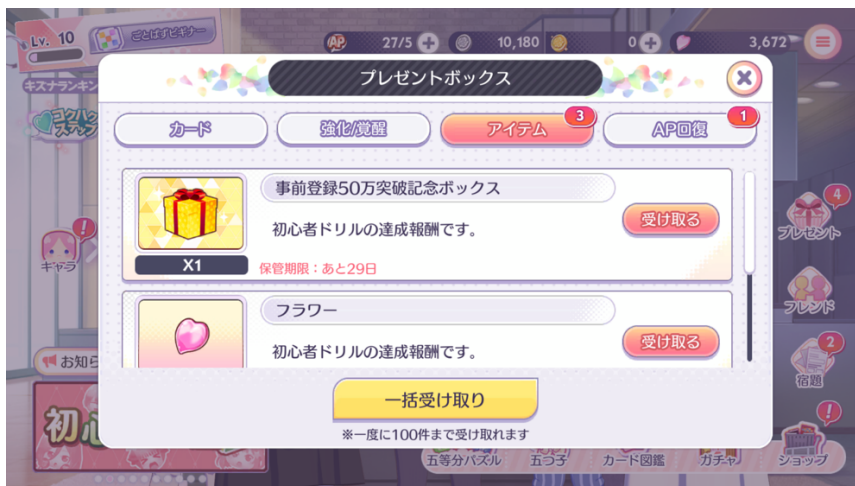 Lv. 10
ごとぱずビギナー
AP
27/5
10,180
0
3,672
キズナランキン
コクハク
ステップ
プレゼントボックス
カード
強化/覚醒
アイテム
3
AP回復
1
事前登録50万突破記念ボックス
初心者ドリルの達成報酬です。
受け取る
X1
保管期限：あと29日
フラワー
初心者ドリルの達成報酬です。
受け取る
一括受け取り
※一度に100件まで受け取れます
キャラ
お知ら
初心
4
プレゼント
フレンド
2
宿題
五等分パズル
五つ子
カード図鑑
ガチャ
ショップ